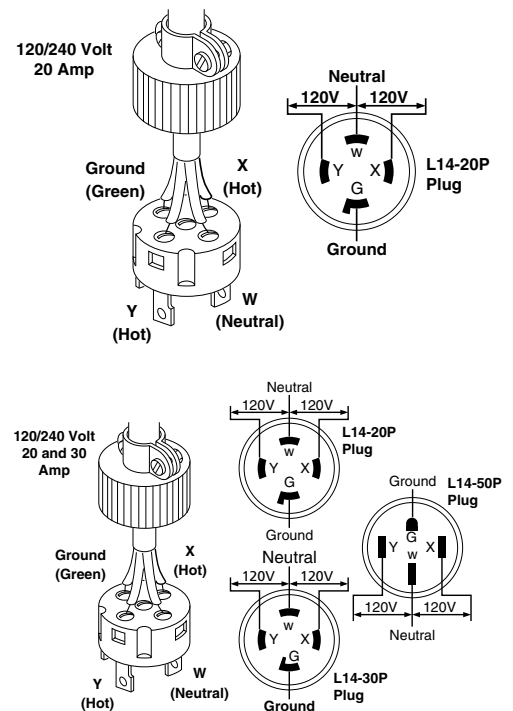 120/240 Volt
20 Amp
Ground
(Green)
X
(Hot)
Y
(Hot)
W
(Neutral)
Neutral
120V 120V
W
Y X
G
L14-20P
Plug
Ground
120/240 Volt
20 and 30
Amp
Ground
(Green)
X
(Hot)
Y
(Hot)
W
(Neutral)
Neutral
120V 120V
W
Y X
G
L14-20P
Plug
Ground
Neutral
120V 120V
W
Y X
G
L14-30P
Plug
Ground
Ground
L14-50P
Plug
G
Y X
W
120V 120V
Neutral